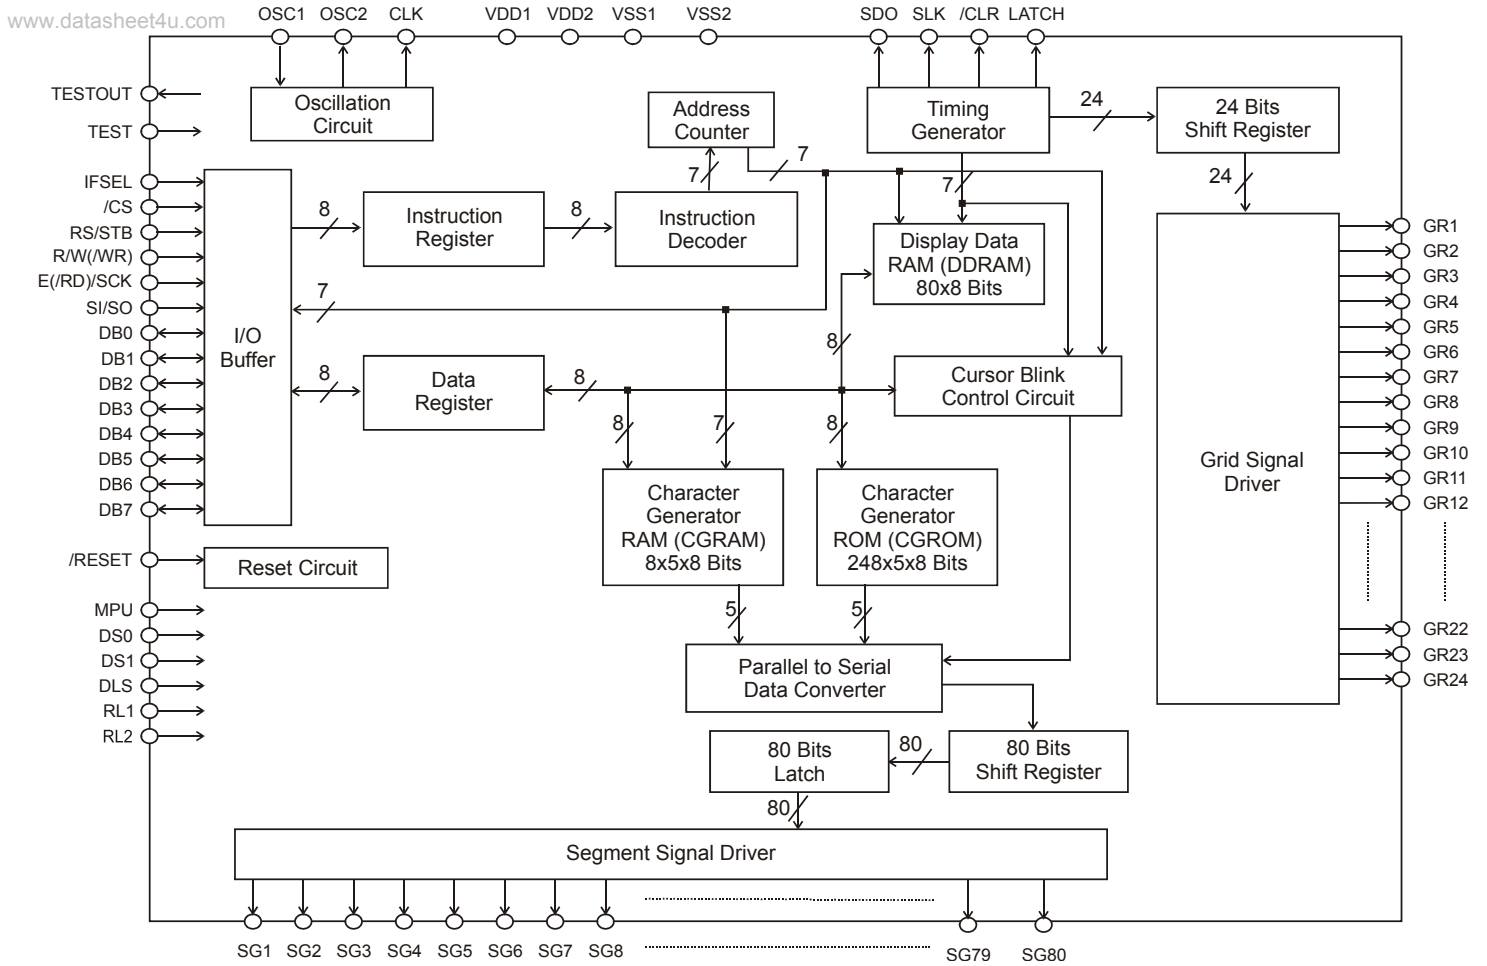 www.datasheet4u.com
OSC1 OSC2 CLK VDD1 VDD2 VSS1 VSS2 SDO SLK /CLR LATCH
TESTOUT
TEST
Oscillation
Circuit
Address
Counter
Timing
Generator
24
24 Bits
Shift Register
7
7
7
24
IFSEL
/CS
RS/STB
R/W(/WR)
E(/RD)/SCK
SI/SO
DB0
DB1
DB2
DB3
DB4
DB5
DB6
DB7
I/O
Buffer
8
Instruction
Register
8
Instruction
Decoder
Display Data
RAM (DDRAM)
80x8 Bits
7
8
8
Data
Register
8
Cursor Blink
Control Circuit
8
7
8
Character
Generator
RAM (CGRAM)
8x5x8 Bits
Character
Generator
ROM (CGROM)
248x5x8 Bits
Grid Signal
Driver
GR1
GR2
GR3
GR4
GR5
GR6
GR7
GR8
GR9
GR10
GR11
GR12
GR22
GR23
GR24
/RESET
Reset Circuit
MPU
DS0
DS1
DLS
RL1
RL2
5
5
Parallel to Serial
Data Converter
80 Bits
Latch
80
80 Bits
Shift Register
80
Segment Signal Driver
SG1 SG2 SG3 SG4 SG5 SG6 SG7 SG8 SG79 SG80